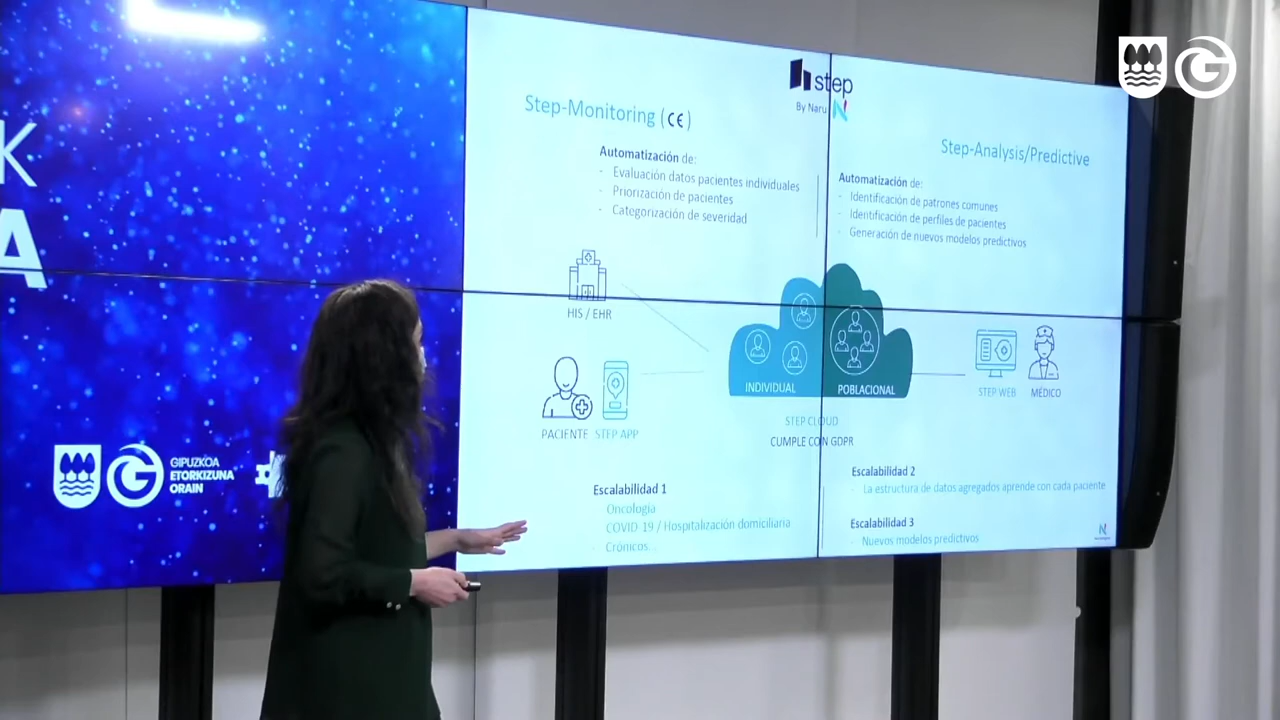 K
A
GIPUZKOA
ETORKIZUNA
ORAIN
step
By Naru
Step-Monitoring (CE)
Automatización de:
- Evaluación datos pacientes individuales
- Priorización de pacientes
- Categorización de severidad
Step-Analysis/Predictive
Automatización de:
- Identificación de patrones comunes
- Identificación de perfiles de pacientes
- Generación de nuevos modelos predictivos
HIS / EHR
PACIENTE STEP APP
INDIVIDUAL
POBLACIONAL
STEP CLOUD
CUMPLE CON GDPR
STEP WEB MÉDICO
Escalabilidad 1
- Oncología
- COVID-19 / Hospitalización domiciliaria
- Crónicos...
Escalabilidad 2
- La estructura de datos agregados aprende con cada paciente
Escalabilidad 3
- Nuevos modelos predictivos